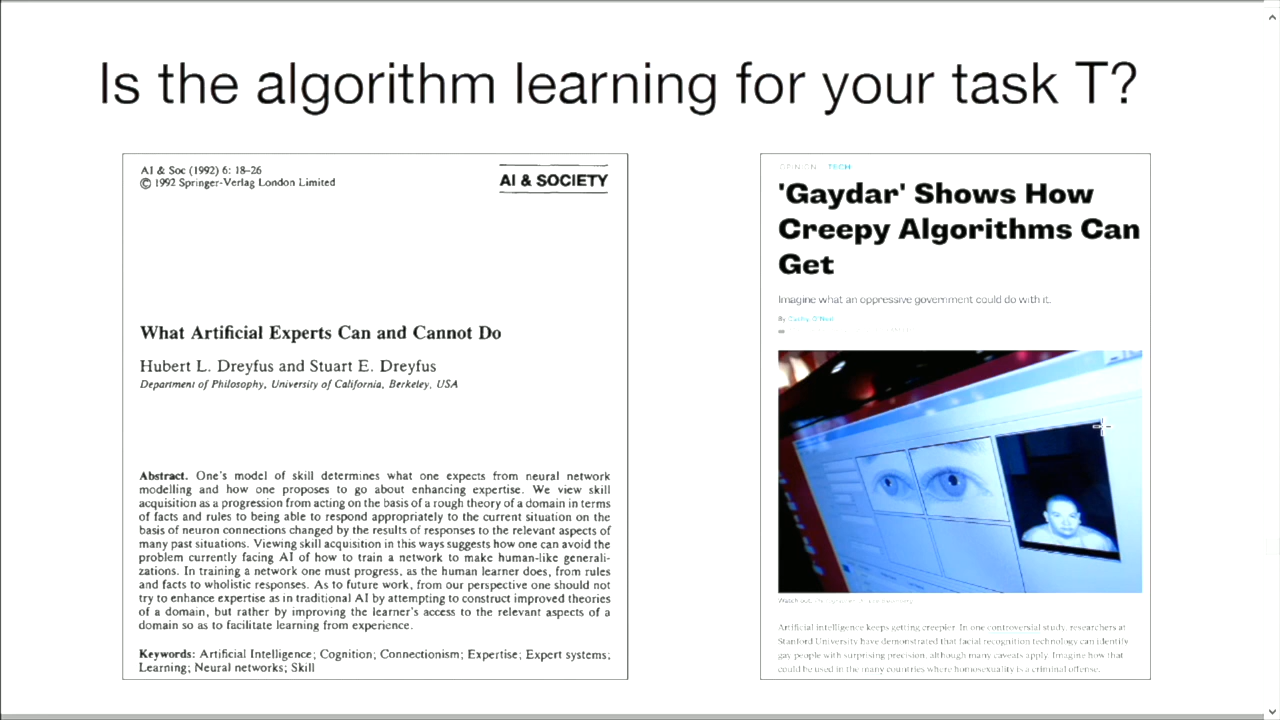 Is the algorithm learning for your task T?
AI & Soc (1992) 6: 18-26
© 1992 Springer-Verlag London Limited
AI & SOCIETY
What Artificial Experts Can and Cannot Do
Hubert L. Dreyfus and Stuart E. Dreyfus
Department of Philosophy, University of California, Berkeley, USA
Abstract. One's model of skill determines what one expects from neural network
modelling and how one proposes to go about enhancing expertise. We view skill
acquisition as a progression from acting on the basis of a rough theory of a domain in terms
of facts and rules to being able to respond appropriately to the current situation on the
basis of neuron connections changed by the results of responses to the relevant aspects of
many past situations. Viewing skill acquisition in this ways suggests how one can avoid the
problem currently facing AI of how to train a network to make human-like generali-
zations. In training a network one must progress, as the human learner does, from rules
and facts to wholistic responses. As to future work, from our perspective one should not
try to enhance expertise as in traditional AI by attempting to construct improved theories
of a domain, but rather by improving the learner's access to the relevant aspects of a
domain so as to facilitate learning from experience.
Keywords: Artificial Intelligence; Cognition; Connectionism; Expertise; Expert systems;
Learning; Neural networks; Skill
OPINION TECH
'Gaydar' Shows How
Creepy Algorithms Can
Get
Imagine what an oppressive government could do with it.
By Cathy O'Neil
Watch out.
Artificial intelligence keeps getting creepier. In one controversial study, researchers at
Stanford University have demonstrated that facial recognition technology can identify
gay people with surprising precision, although many caveats apply. Imagine how that
could be used in the many countries where homosexuality is a criminal offense.